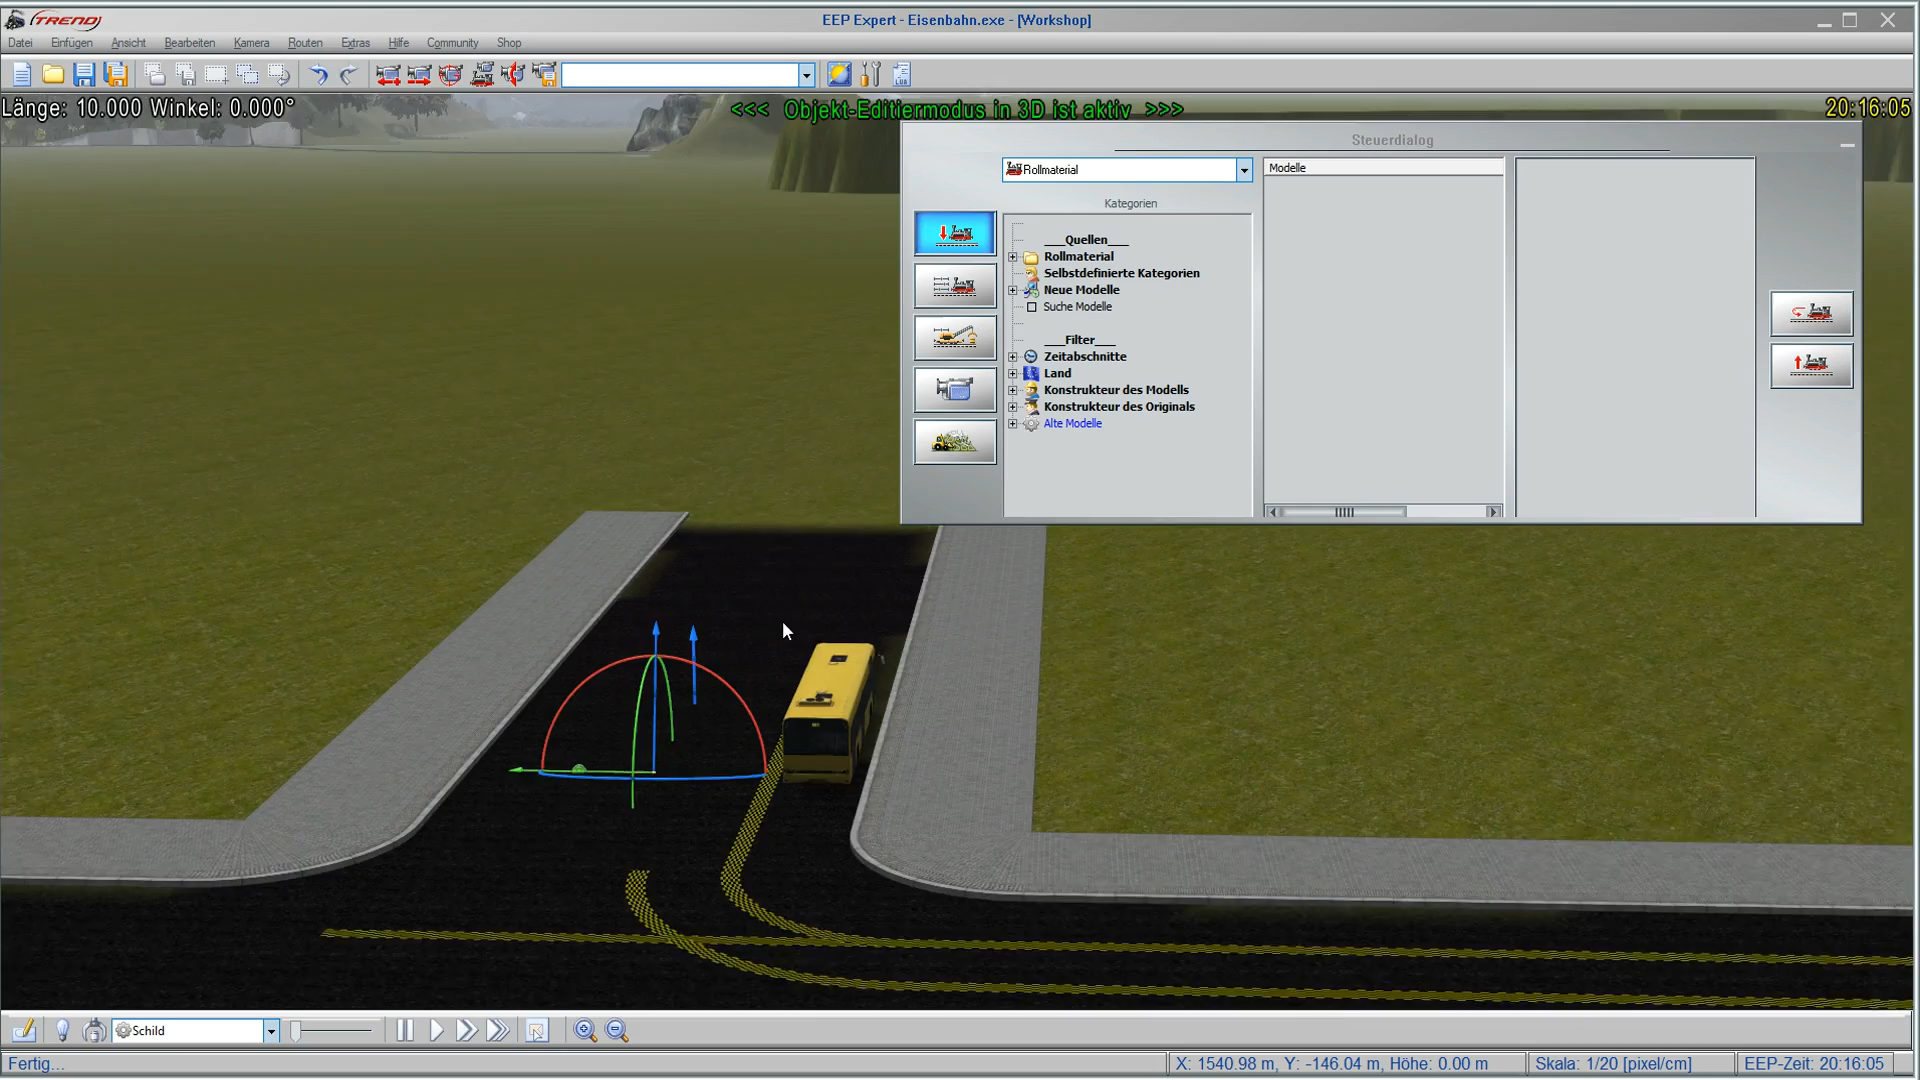 TREND
EEP Expert - Eisenbahn.exe - [Workshop]
Datei Einfügen Ansicht Bearbeiten Kamera Routen Extras Hilfe Community Shop
Länge: 10.000 Winkel: 0.000°
<<< Objekt-Editiermodus in 3D ist aktiv >>>
20:16:05
Steuerdialog
Rollmaterial
Modelle
Kategorien
___Quellen___
Rollmaterial
Selbstdefinierte Kategorien
Neue Modelle
Suche Modelle
___Filter___
Zeitabschnitte
Land
Konstrukteur des Modells
Konstrukteur des Originals
Alte Modelle
Schild
Fertig...
X: 1540.98 m, Y: -146.04 m, Höhe: 0.00 m
Skala: 1/20 [pixel/cm]
EEP-Zeit: 20:16:05